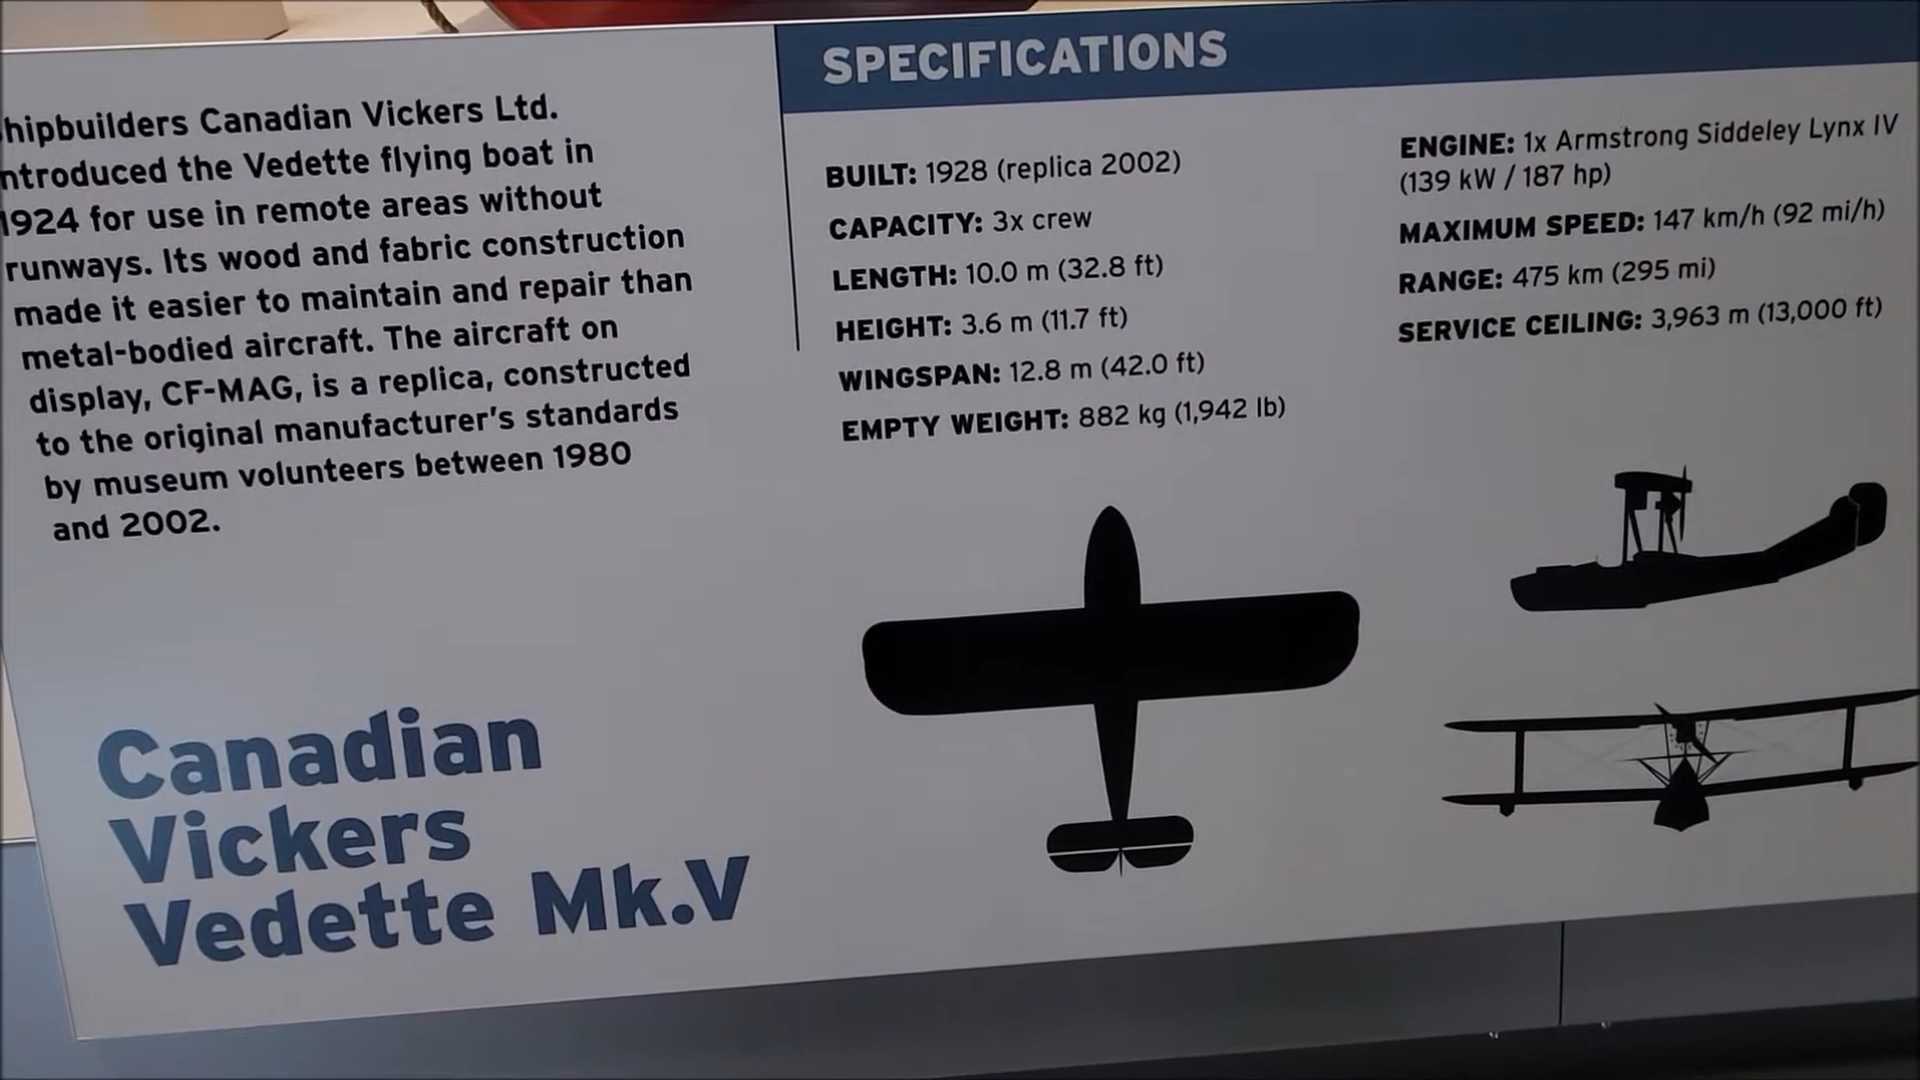 hipbuilders Canadian Vickers Ltd.
ntroduced the Vedette flying boat in
1924 for use in remote areas without
runways. Its wood and fabric construction
made it easier to maintain and repair than
metal-bodied aircraft. The aircraft on
display, CF-MAG, is a replica, constructed
to the original manufacturer's standards
by museum volunteers between 1980
and 2002.
Canadian
Vickers
Vedette Mk.V
SPECIFICATIONS
BUILT: 1928 (replica 2002)
CAPACITY: 3x crew
LENGTH: 10.0 m (32.8 ft)
HEIGHT: 3.6 m (11.7 ft)
WINGSPAN: 12.8 m (42.0 ft)
EMPTY WEIGHT: 882 kg (1,942 lb)
ENGINE: 1x Armstrong Siddeley Lynx IV
(139 kW / 187 hp)
MAXIMUM SPEED: 147 km/h (92 mi/h)
RANGE: 475 km (295 mi)
SERVICE CEILING: 3,963 m (13,000 ft)